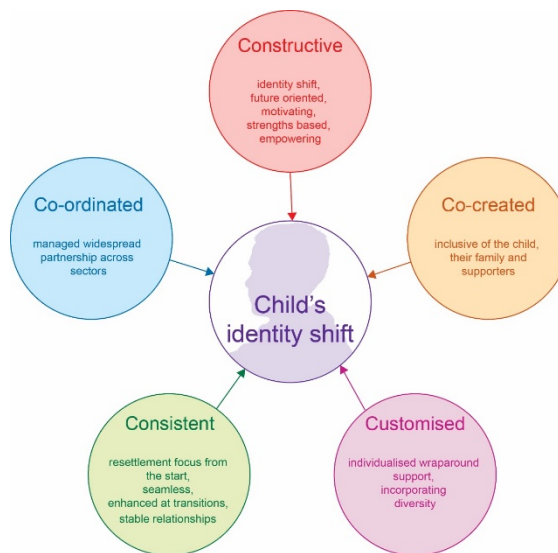 Constructive
identity shift,
future oriented,
motivating,
strengths based,
empowering
Co-ordinated
managed widespread
partnership across
sectors
Co-created
inclusive of the child,
their family and
supporters
Child's
identity shift
Consistent
resettlement focus from
the start,
seamless,
enhanced at transitions,
stable relationships
Customised
individualised wraparound
support,
incorporating
diversity